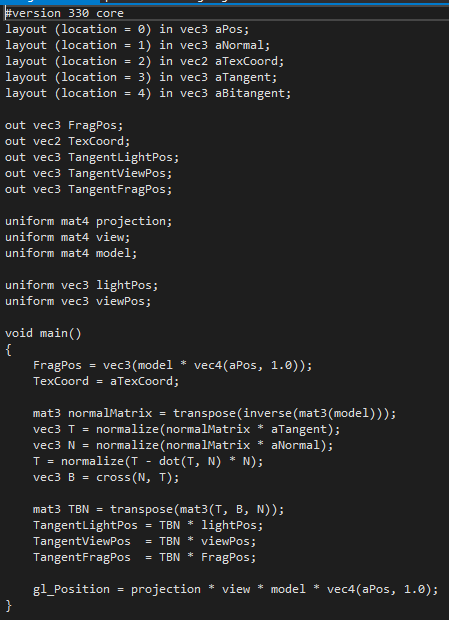 #version 330 core
layout (location = 0) in vec3 aPos;
layout (location = 1) in vec3 aNormal;
layout (location = 2) in vec2 aTexCoord;
layout (location = 3) in vec3 aTangent;
layout (location = 4) in vec3 aBitangent;

out vec3 FragPos;
out vec2 TexCoord;
out vec3 TangentLightPos;
out vec3 TangentViewPos;
out vec3 TangentFragPos;

uniform mat4 projection;
uniform mat4 view;
uniform mat4 model;

uniform vec3 lightPos;
uniform vec3 viewPos;

void main()
{
    FragPos = vec3(model * vec4(aPos, 1.0));
    TexCoord = aTexCoord;

    mat3 normalMatrix = transpose(inverse(mat3(model)));
    vec3 T = normalize(normalMatrix * aTangent);
    vec3 N = normalize(normalMatrix * aNormal);
    T = normalize(T - dot(T, N) * N);
    vec3 B = cross(N, T);

    mat3 TBN = transpose(mat3(T, B, N));
    TangentLightPos = TBN * lightPos;
    TangentViewPos  = TBN * viewPos;
    TangentFragPos  = TBN * FragPos;

    gl_Position = projection * view * model * vec4(aPos, 1.0);
}